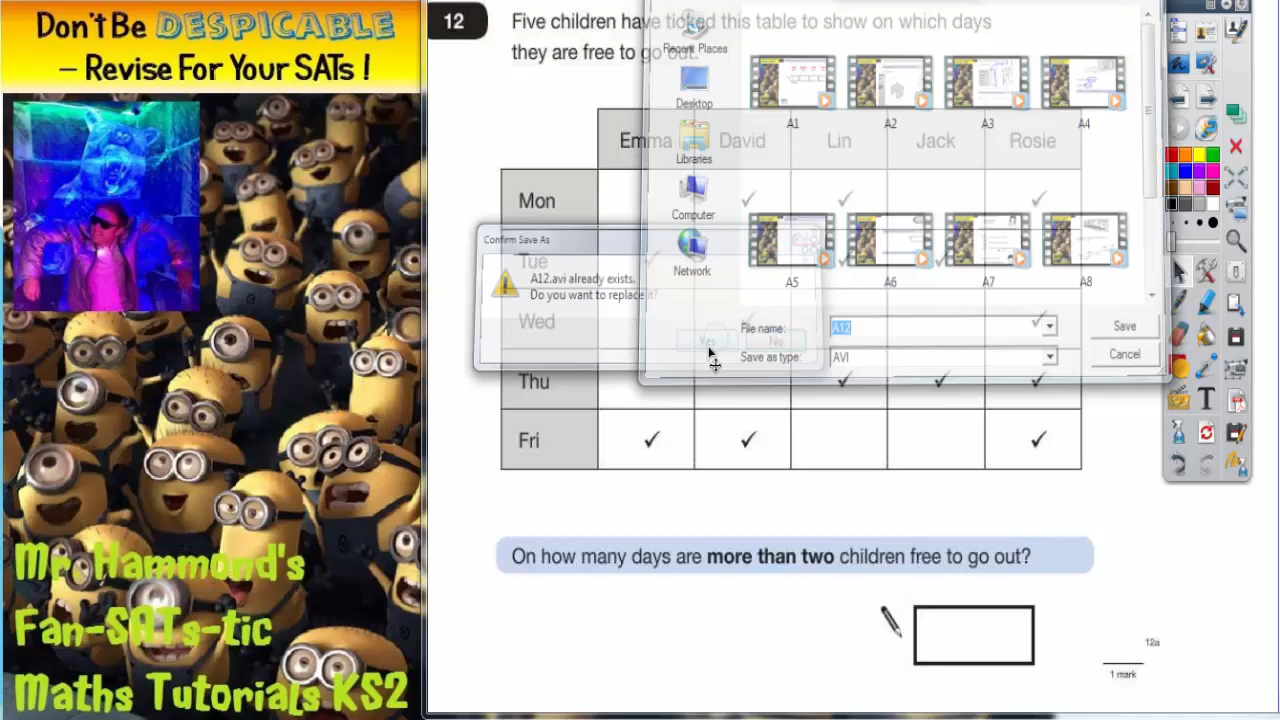 Don't Be DESPICABLE
– Revise For Your SATs !
Mr Hammond's
Fan-SATs-tic
Maths Tutorials KS2
12
Five children have ticked this table to show on which days
they are free to go out.
Emma David Lin Jack Rosie
Mon
Tue
Wed
Thu
Fri
On how many days are more than two children free to go out?
12a
1 mark
Confirm Save As
A12.avi already exists.
Do you want to replace it?
Yes No
Recent Places
Desktop
Libraries
Computer
Network
A1 A2 A3 A4
A5 A6 A7 A8
File name: A12 Save
Save as type: AVI Cancel
T